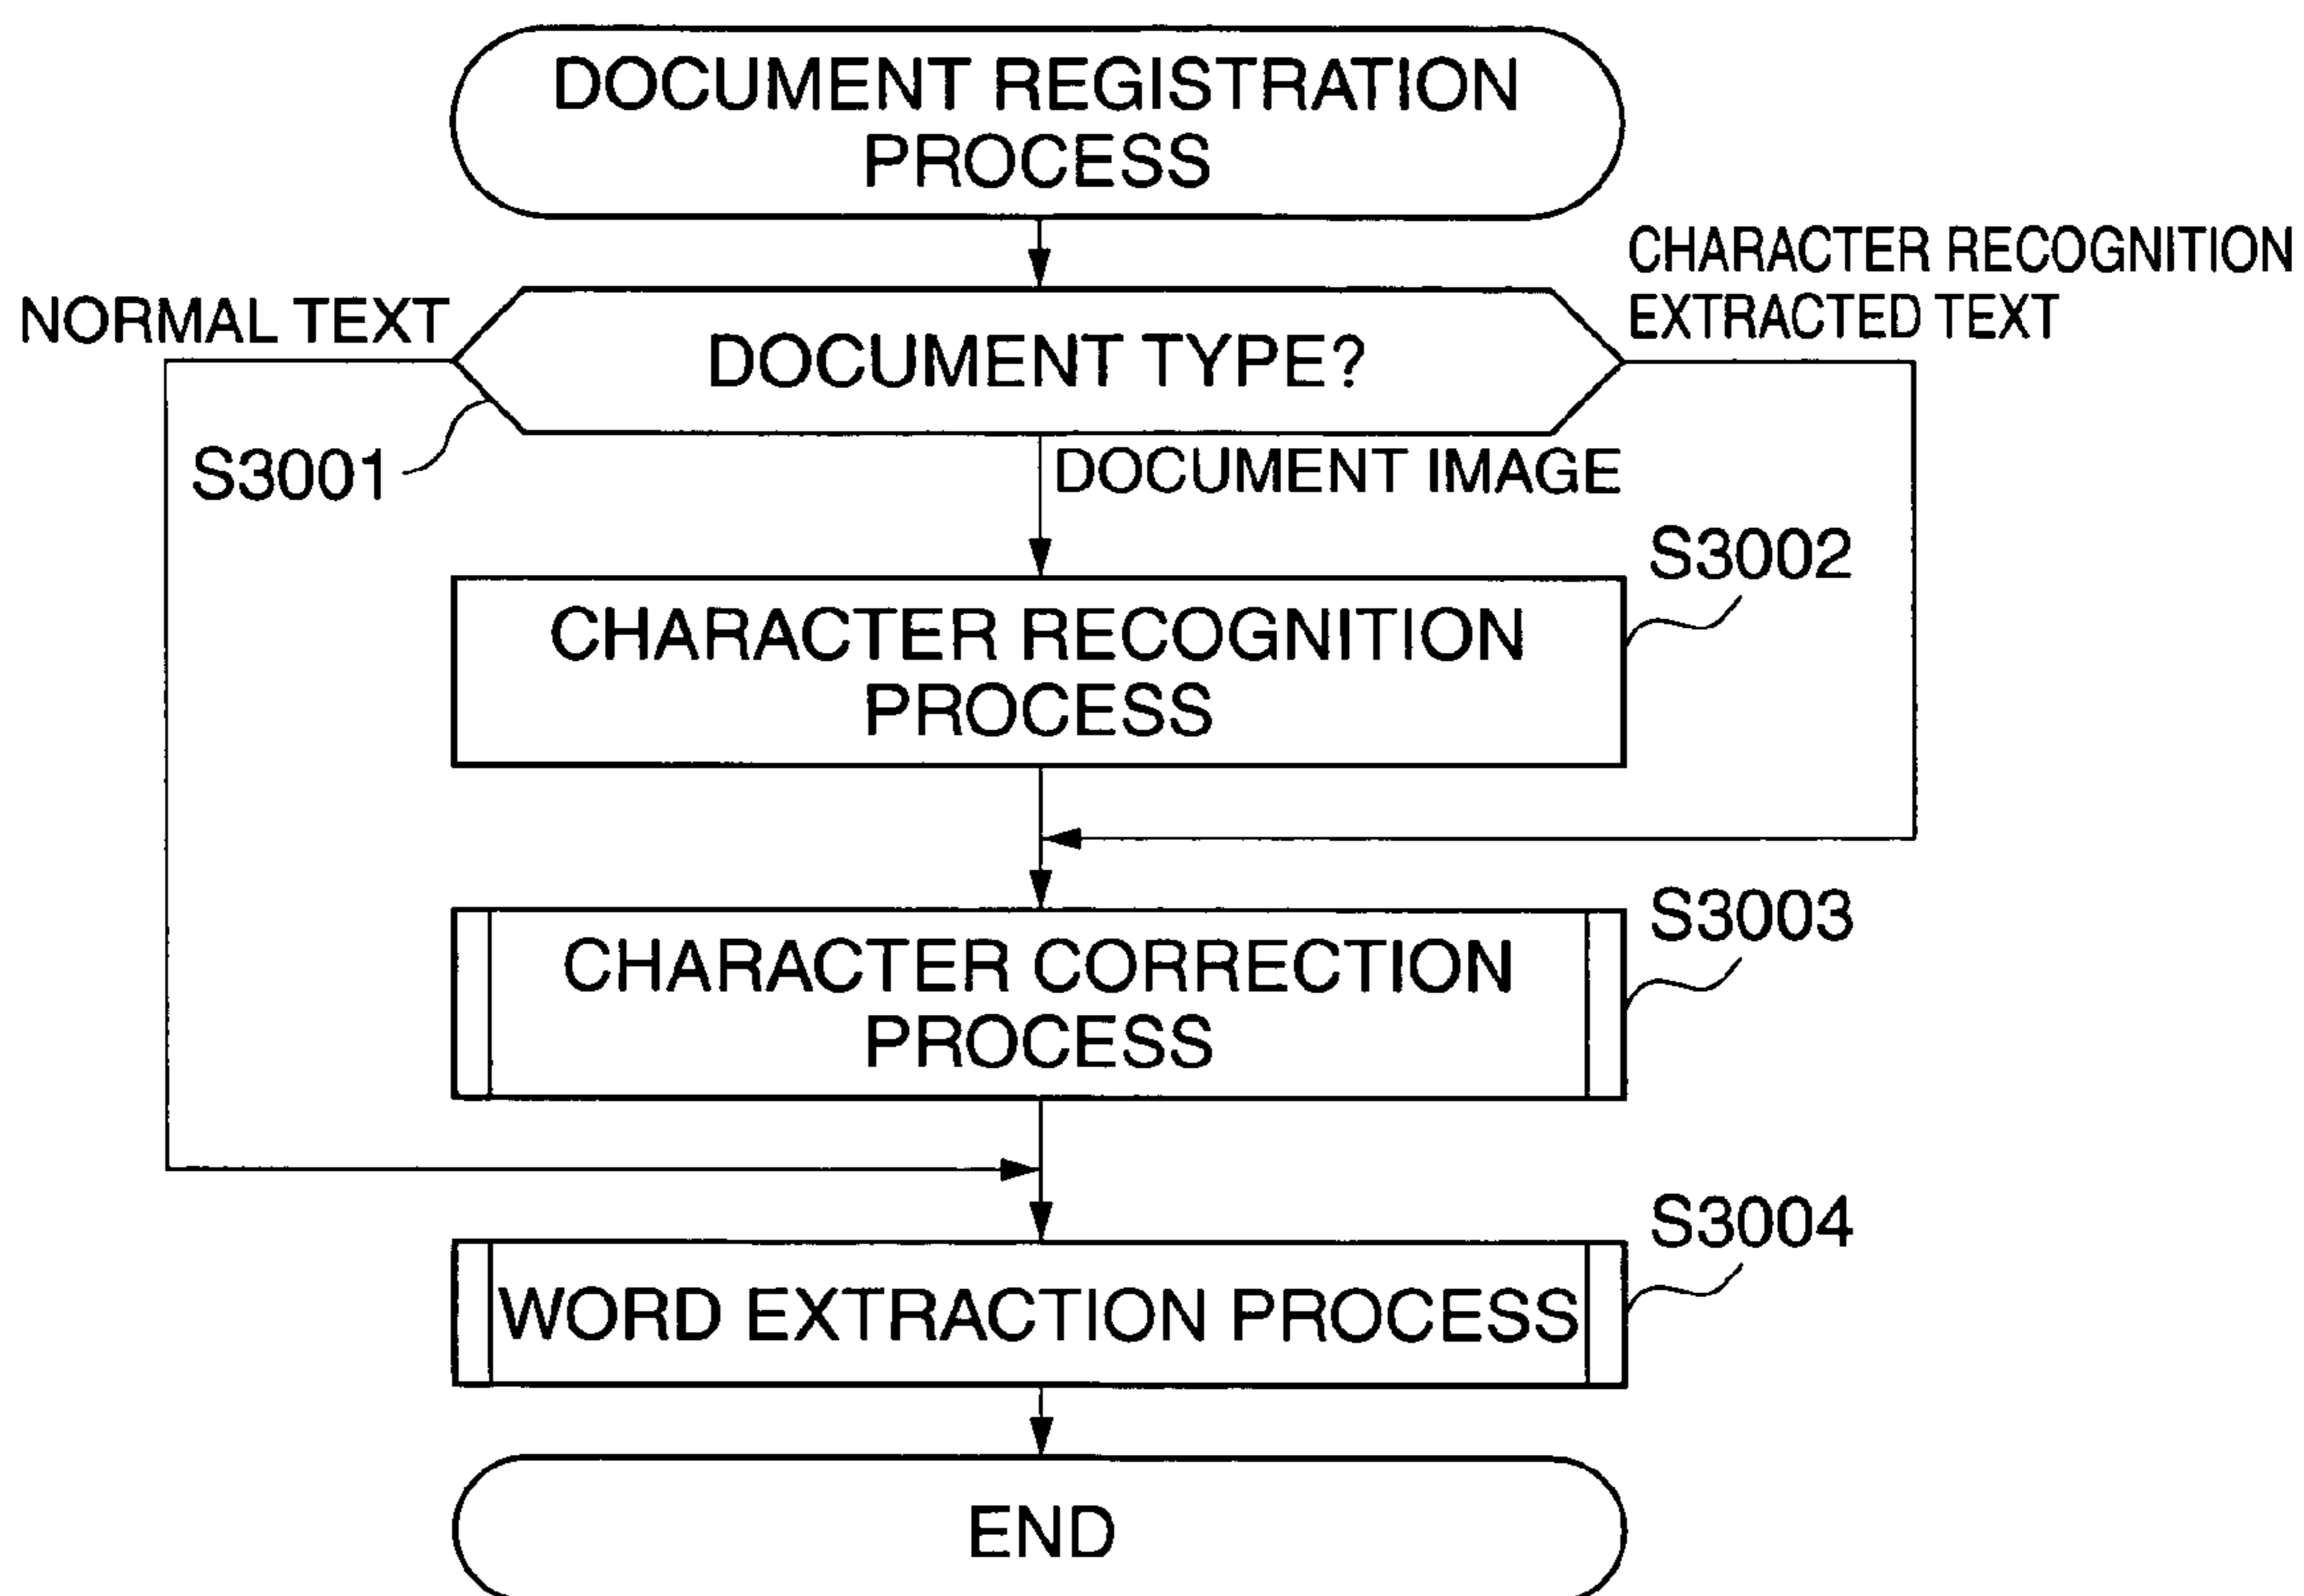 DOCUMENT REGISTRATION
PROCESS
CHARACTER RECOGNITION
EXTRACTED TEXT
NORMAL TEXT
DOCUMENT TYPE?
S3001
DOCUMENT IMAGE
S3002
CHARACTER RECOGNITION
PROCESS
S3003
CHARACTER CORRECTION
PROCESS
S3004
WORD EXTRACTION PROCESS
END